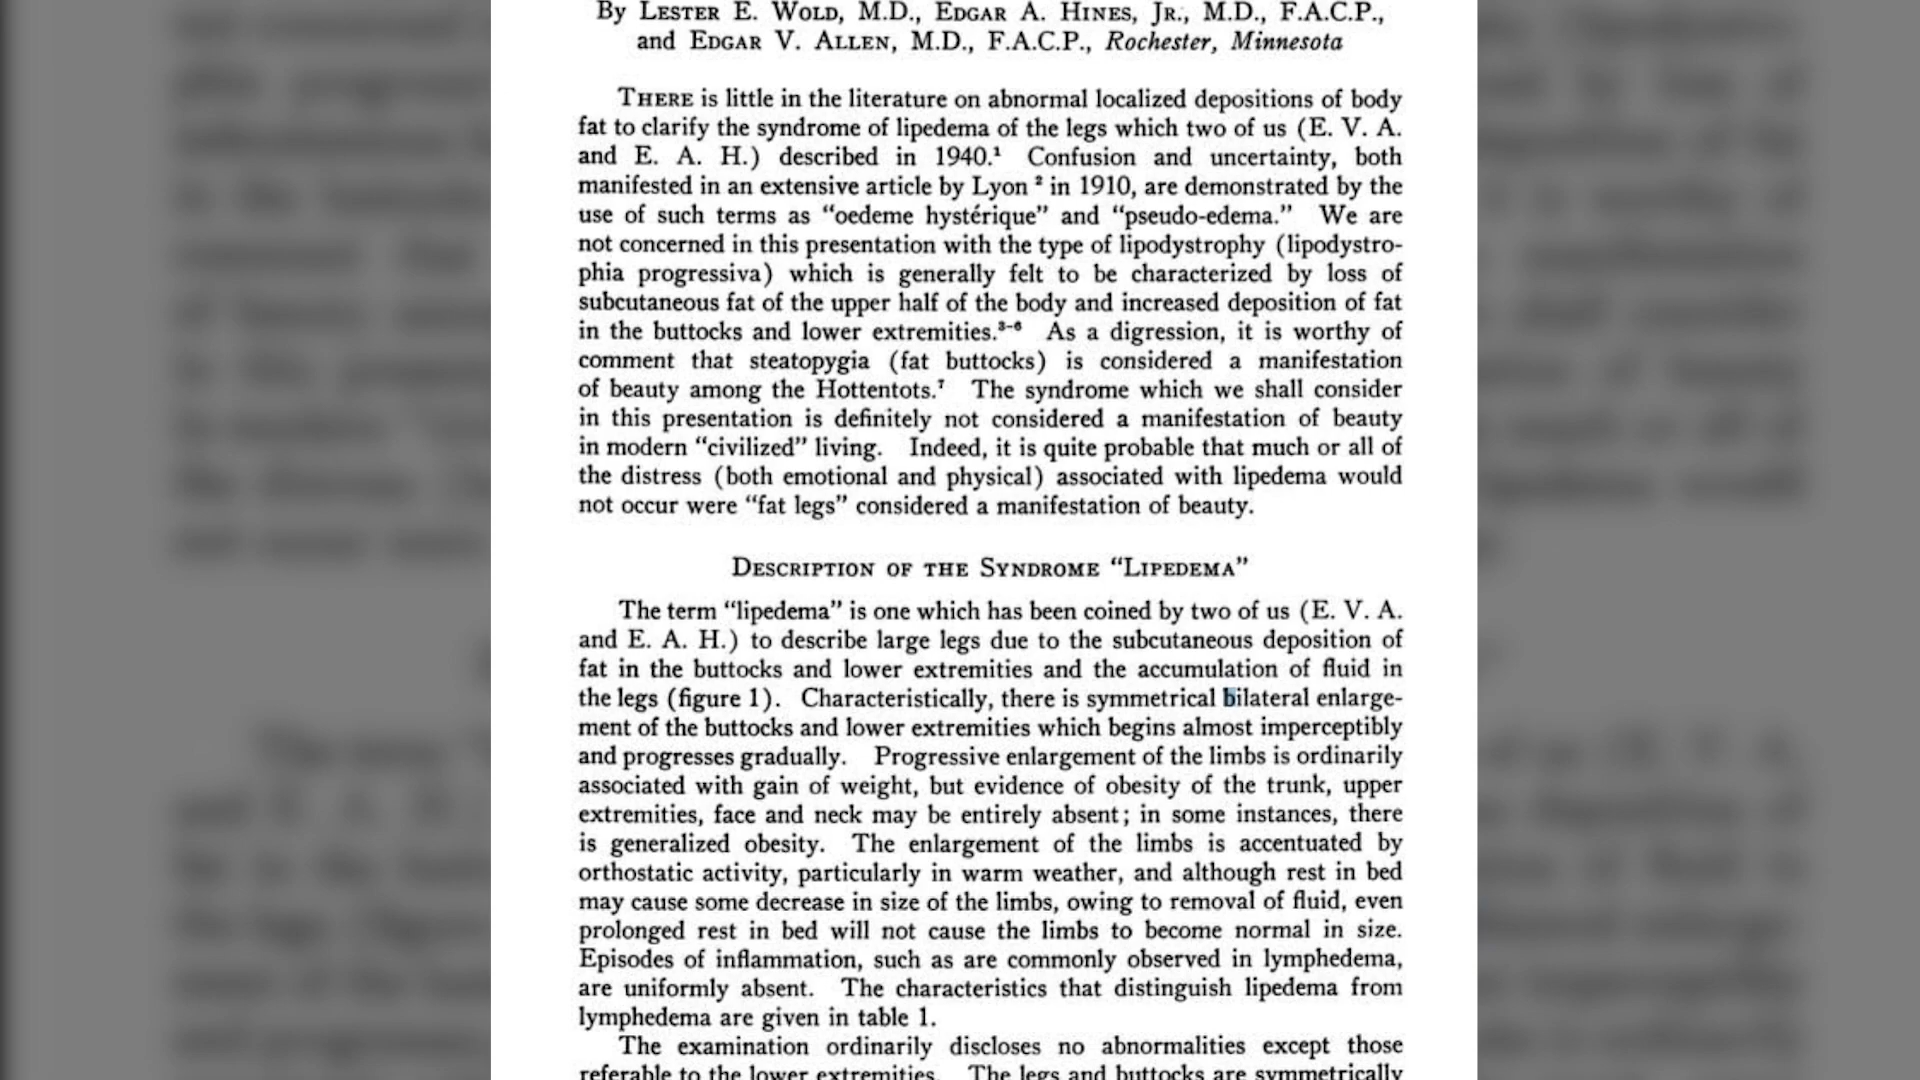 By LESTER E. WOLD, M.D., EDGAR A. HINES, JR., M.D., F.A.C.P.,
and EDGAR V. ALLEN, M.D., F.A.C.P., Rochester, Minnesota
THERE is little in the literature on abnormal localized depositions of body
fat to clarify the syndrome of lipedema of the legs which two of us (E. V. A.
and E. A. H.) described in 1940.¹ Confusion and uncertainty, both
manifested in an extensive article by Lyon ² in 1910, are demonstrated by the
use of such terms as “oedeme hystérique” and “pseudo-edema.” We are
not concerned in this presentation with the type of lipodystrophy (lipodystro-
phia progressiva) which is generally felt to be characterized by loss of
subcutaneous fat of the upper half of the body and increased deposition of fat
in the buttocks and lower extremities.³⁻⁶ As a digression, it is worthy of
comment that steatopygia (fat buttocks) is considered a manifestation
of beauty among the Hottentots.⁷ The syndrome which we shall consider
in this presentation is definitely not considered a manifestation of beauty
in modern “civilized” living. Indeed, it is quite probable that much or all of
the distress (both emotional and physical) associated with lipedema would
not occur were “fat legs” considered a manifestation of beauty.
DESCRIPTION OF THE SYNDROME “LIPEDEMA”
The term “lipedema” is one which has been coined by two of us (E. V. A.
and E. A. H.) to describe large legs due to the subcutaneous deposition of
fat in the buttocks and lower extremities and the accumulation of fluid in
the legs (figure 1). Characteristically, there is symmetrical bilateral enlarge-
ment of the buttocks and lower extremities which begins almost imperceptibly
and progresses gradually. Progressive enlargement of the limbs is ordinarily
associated with gain of weight, but evidence of obesity of the trunk, upper
extremities, face and neck may be entirely absent; in some instances, there
is generalized obesity. The enlargement of the limbs is accentuated by
orthostatic activity, particularly in warm weather, and although rest in bed
may cause some decrease in size of the limbs, owing to removal of fluid, even
prolonged rest in bed will not cause the limbs to become normal in size.
Episodes of inflammation, such as are commonly observed in lymphedema,
are uniformly absent. The characteristics that distinguish lipedema from
lymphedema are given in table 1.
The examination ordinarily discloses no abnormalities except those
referable to the lower extremities. The legs and buttocks are symmetrically